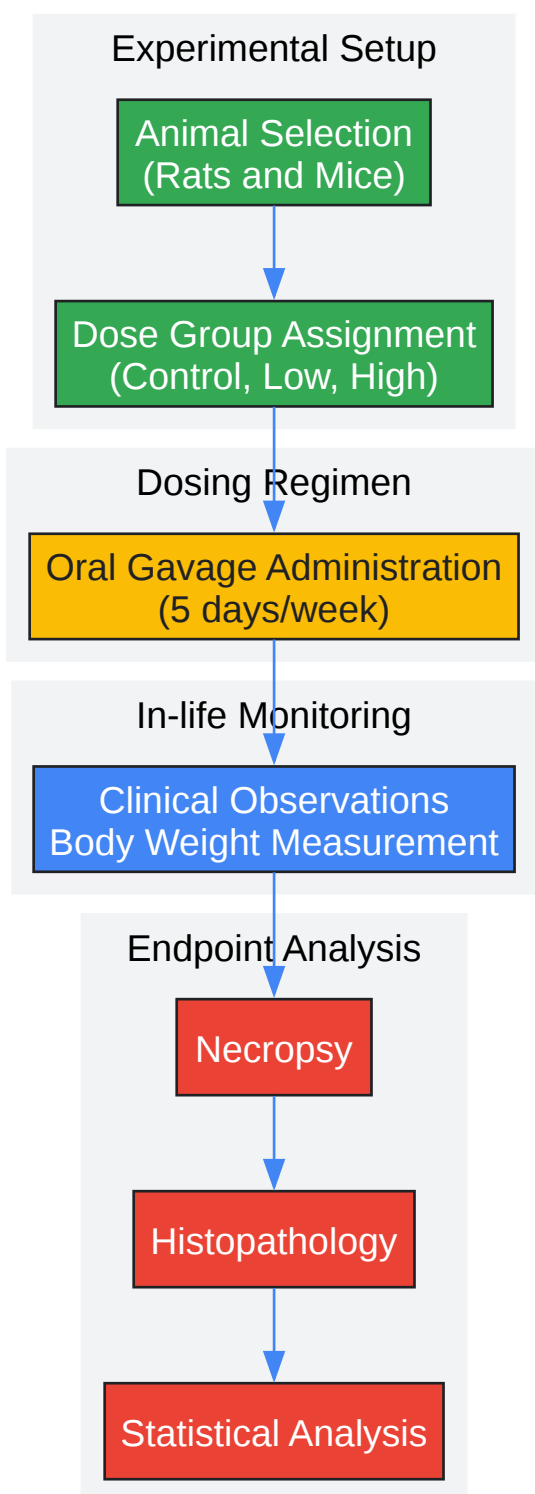 Experimental Setup
Animal Selection
(Rats and Mice)
Dose Group Assignment
(Control, Low, High)
Dosing Regimen
Oral Gavage Administration
(5 days/week)
In-life Monitoring
Clinical Observations
Body Weight Measurement
Endpoint Analysis
Necropsy
Histopathology
Statistical Analysis